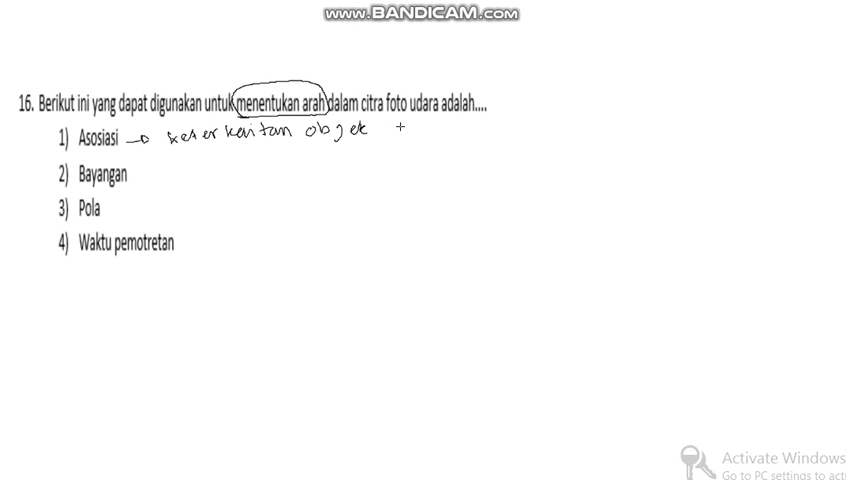 www.BANDICAM.com
16. Berikut ini yang dapat digunakan untuk menentukan arah dalam citra foto udara adalah....
1) Asosiasi → keterkaitan objek
2) Bayangan
3) Pola
4) Waktu pemotretan
Activate Windows
Go to PC settings to acti